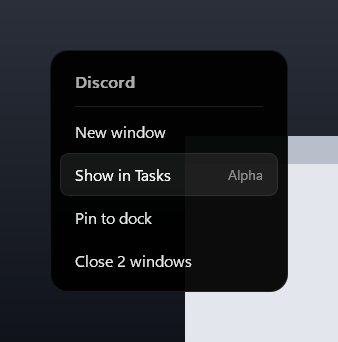 Discord
New window
Show in Tasks Alpha
Pin to dock
Close 2 windows